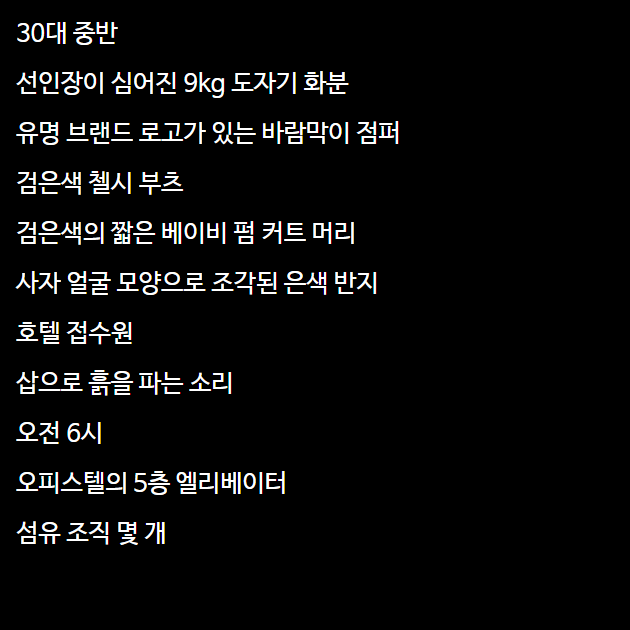 30대 중반
선인장이 심어진 9kg 도자기 화분
유명 브랜드 로고가 있는 바람막이 점퍼
검은색 첼시 부츠
검은색의 짧은 베이비 펌 커트 머리
사자 얼굴 모양으로 조각된 은색 반지
호텔 접수원
삽으로 흙을 파는 소리
오전 6시
오피스텔의 5층 엘리베이터
섬유 조직 몇 개